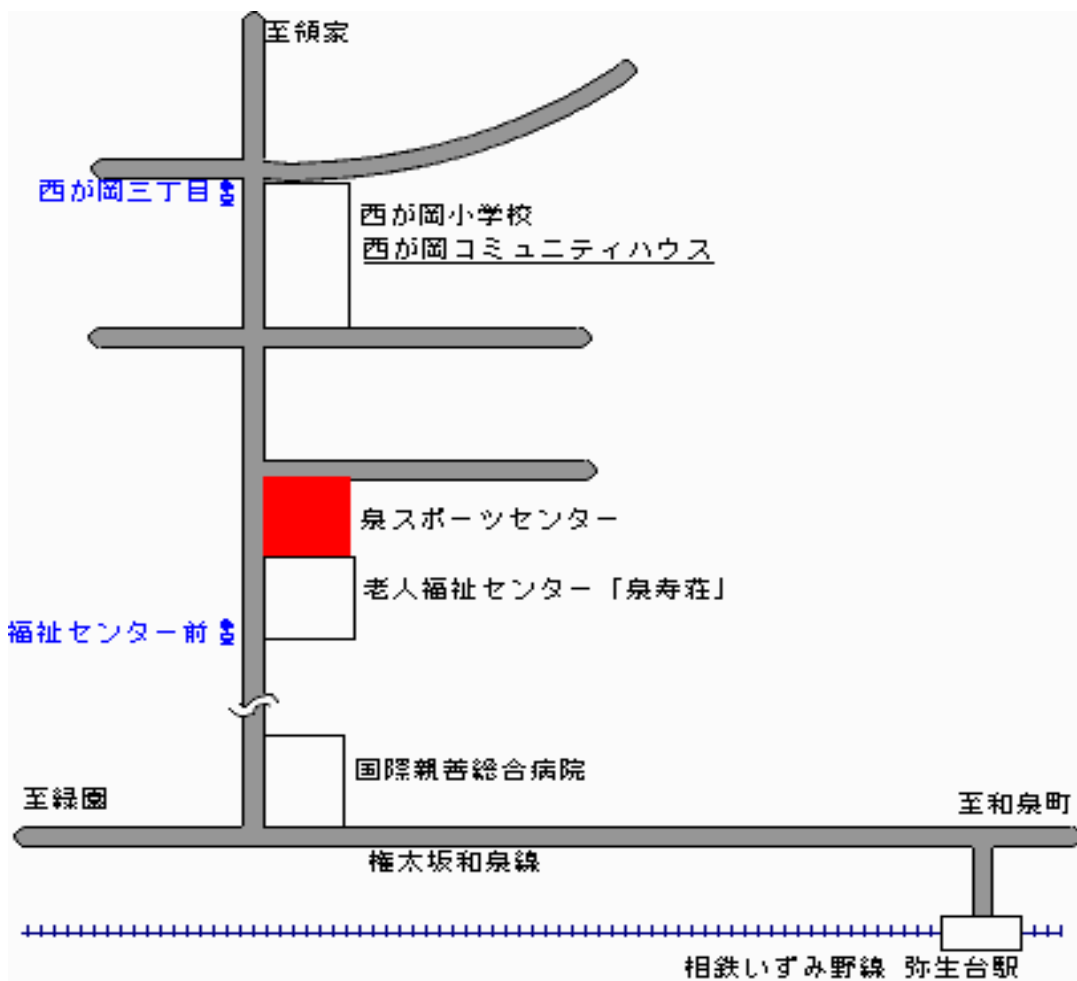 至領家
西が岡三丁目
西が岡小学校
西が岡コミュニティハウス
泉スポーツセンター
老人福祉センター「泉寿荘」
福祉センター前
国際親善総合病院
至緑園
至和泉町
権太坂和泉線
相鉄いずみ野線 弥生台駅